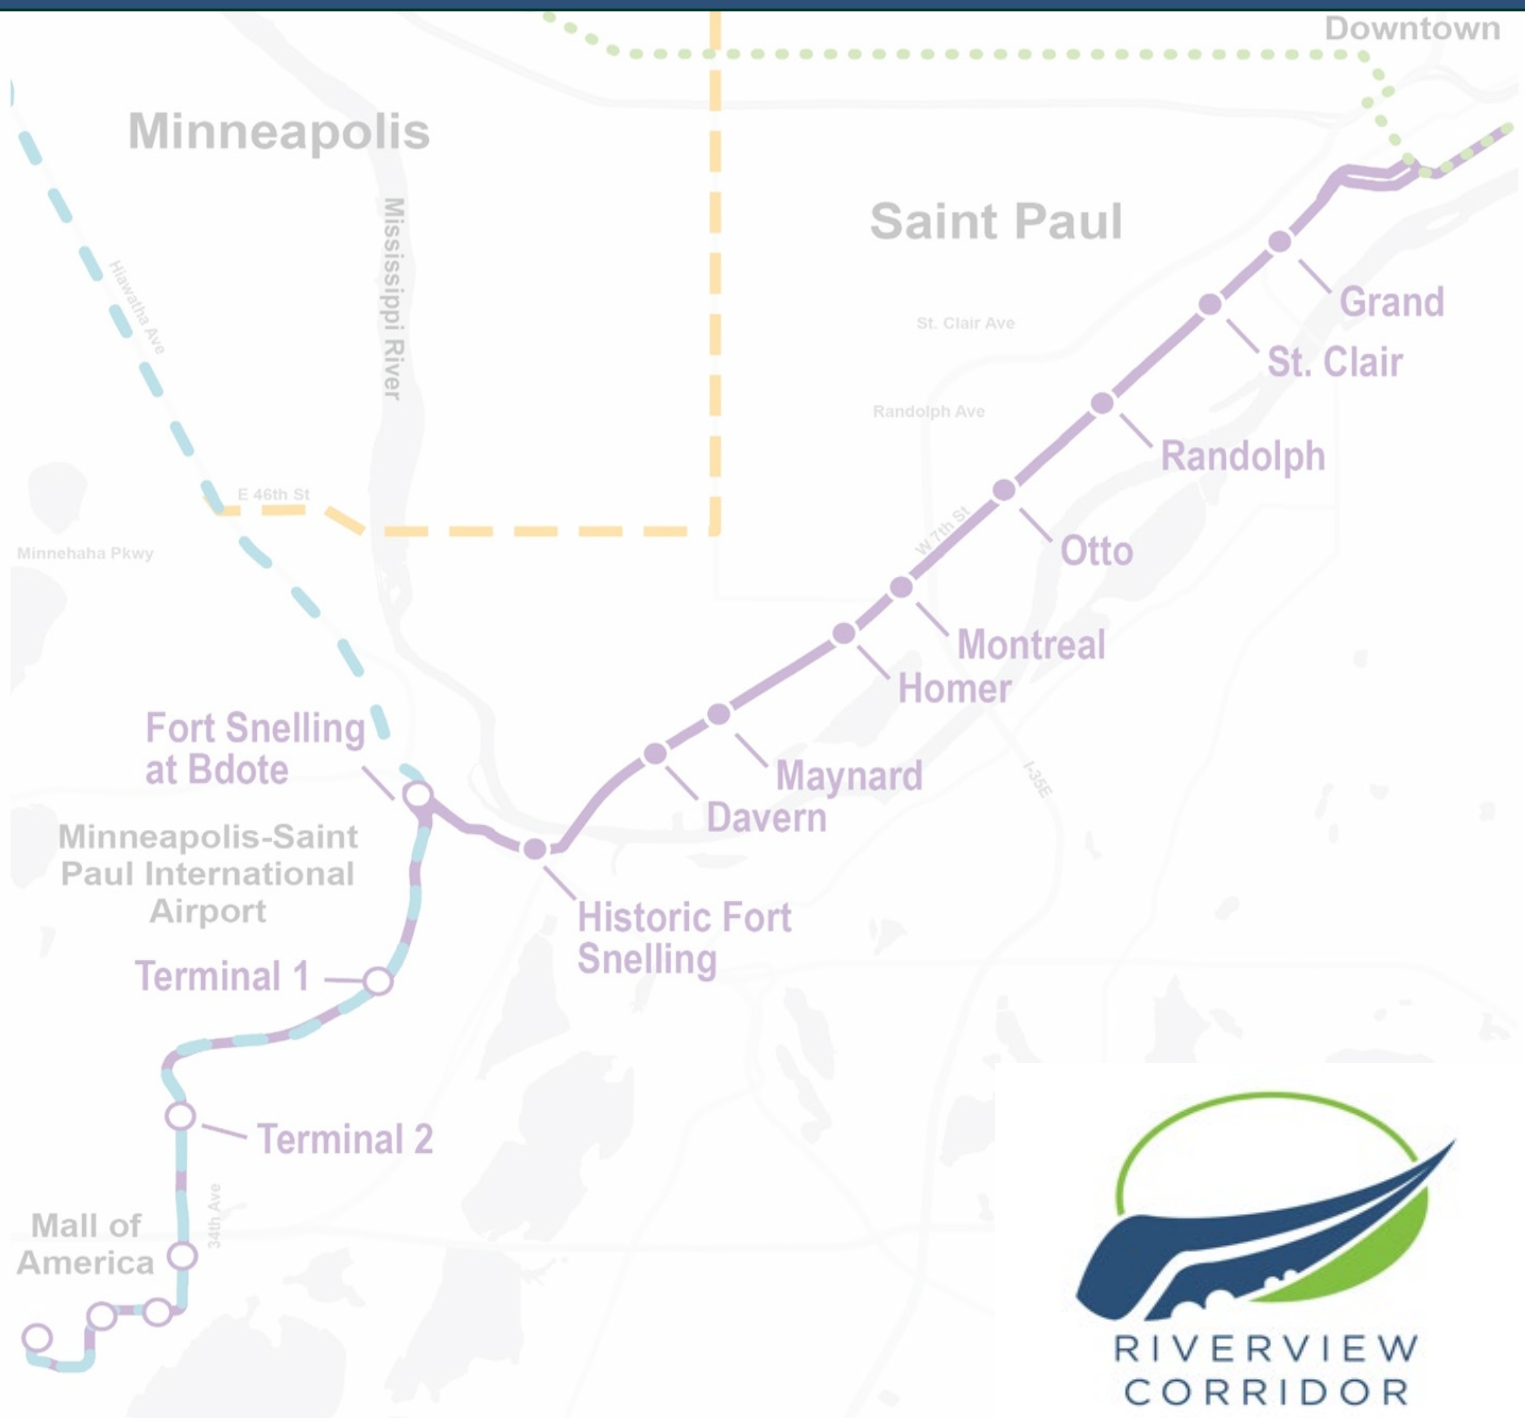 Downtown
Minneapolis
Saint Paul
Mississippi River
Hiawatha Ave
Grand
St. Clair Ave
St. Clair
Randolph Ave
Randolph
E 46th St
W 7th St
Otto
Minnehaha Pkwy
Montreal
Homer
Fort Snelling
at Bdote
Maynard
I-35E
Davern
Minneapolis-Saint
Paul International
Airport
Historic Fort
Snelling
Terminal 1
Terminal 2
34th Ave
Mall of
America
RIVERVIEW
CORRIDOR